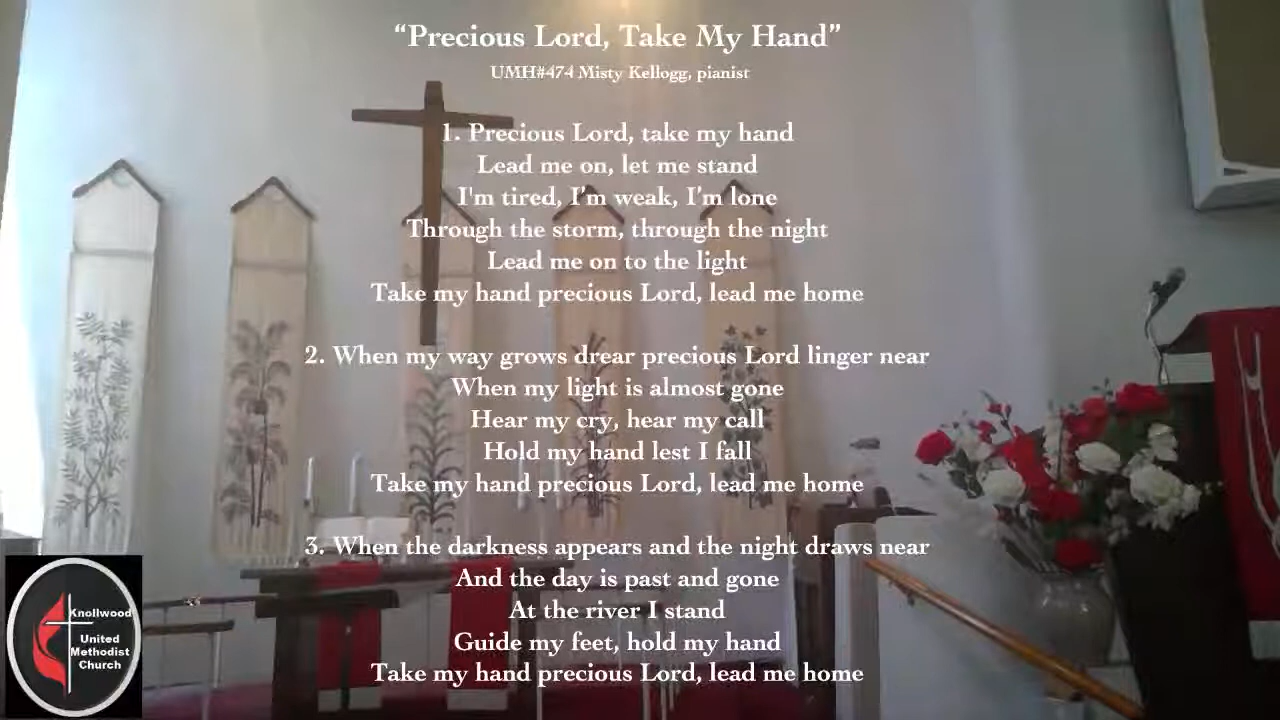 “Precious Lord, Take My Hand”
UMH#474 Misty Kellogg, pianist
1. Precious Lord, take my hand
Lead me on, let me stand
I'm tired, I’m weak, I’m lone
Through the storm, through the night
Lead me on to the light
Take my hand precious Lord, lead me home
2. When my way grows drear precious Lord linger near
When my light is almost gone
Hear my cry, hear my call
Hold my hand lest I fall
Take my hand precious Lord, lead me home
3. When the darkness appears and the night draws near
And the day is past and gone
At the river I stand
Guide my feet, hold my hand
Take my hand precious Lord, lead me home
Knollwood
United
Methodist
Church